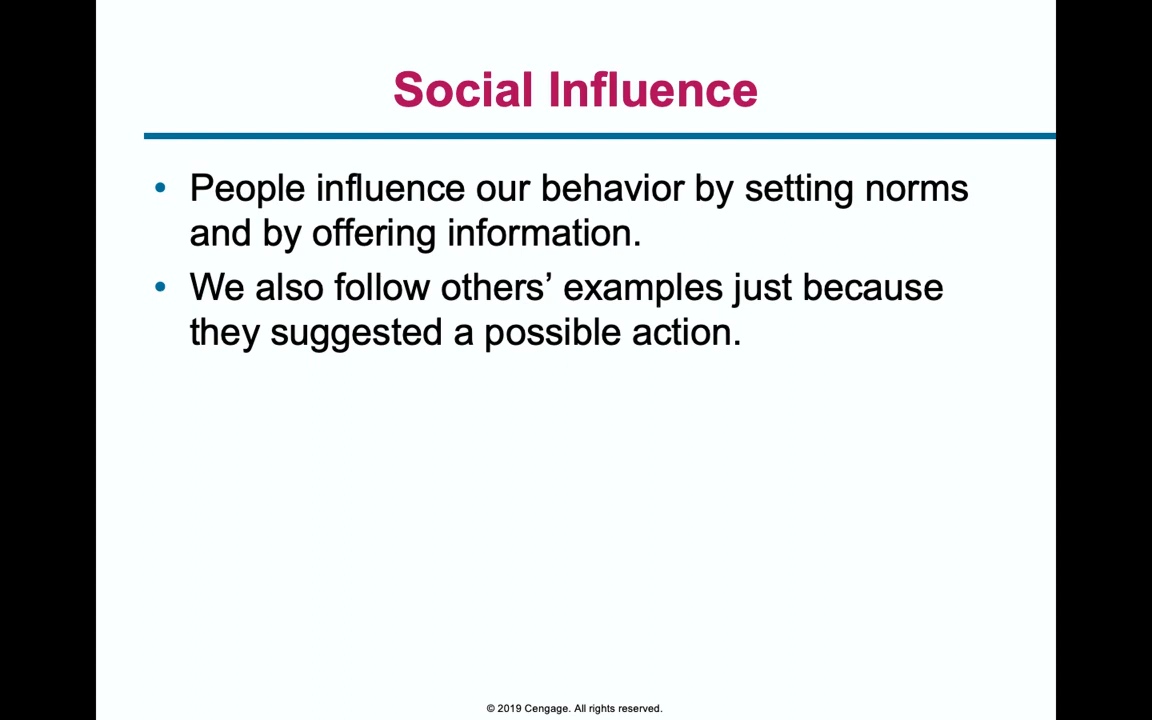 Social Influence
• People influence our behavior by setting norms
and by offering information.
• We also follow others’ examples just because
they suggested a possible action.
© 2019 Cengage. All rights reserved.